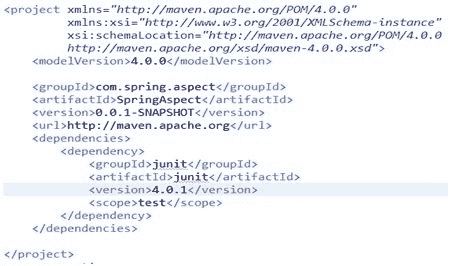 <project xmlns="http://maven.apache.org/POM/4.0.0"
xmlns:xsi="http://www.w3.org/2001/XMLSchema-instance"
xsi:schemaLocation="http://maven.apache.org/POM/4.0.0
http://maven.apache.org/xsd/maven-4.0.0.xsd">
<modelVersion>4.0.0</modelVersion>
<groupId>com.spring.aspect</groupId>
<artifactId>SpringAspect</artifactId>
<version>0.0.1-SNAPSHOT</version>
<url>http://maven.apache.org</url>
<dependencies>
<dependency>
<groupId>junit</groupId>
<artifactId>junit</artifactId>
<version>4.0.1</version>
<scope>test</scope>
</dependency>
</dependencies>
</project>